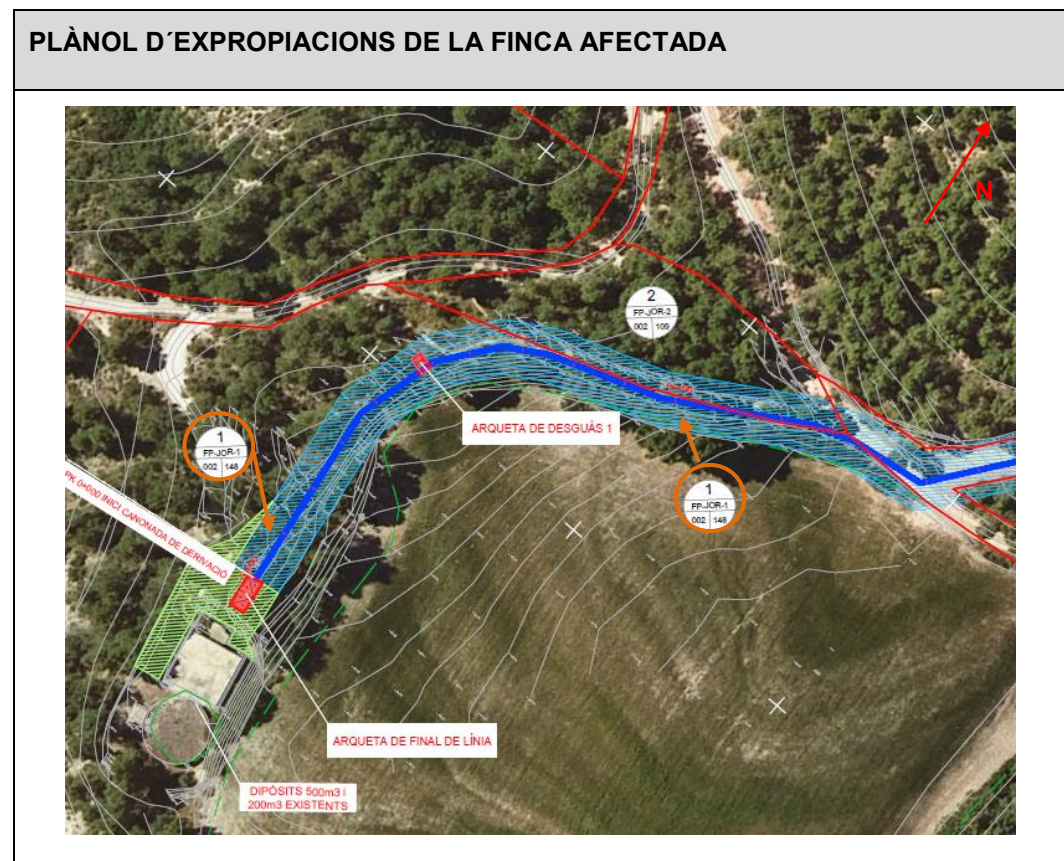 PLÀNOL D´EXPROPIACIONS DE LA FINCA AFECTADA
N
2
FP-JOR-2
002 109
1
FP-JOR-1
002 148
ARQUETA DE DESGUÀS 1
PK 0+000 INICI CANONADA DE DERIVACIÓ
1
FP-JOR-1
002 148
ARQUETA DE FINAL DE LÍNIA
DIPÒSITS 500m3 I
200m3 EXISTENTS